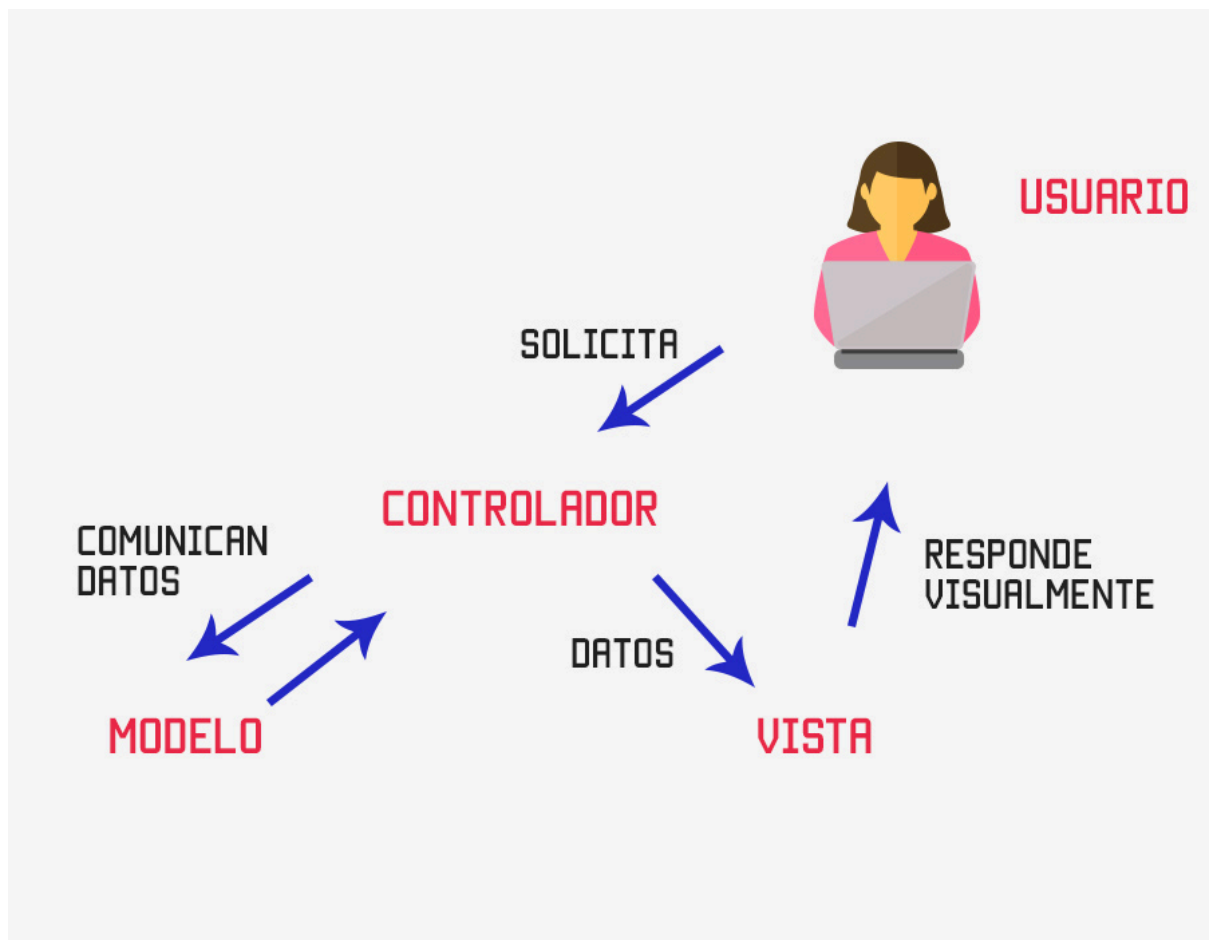 USUARIO
SOLICITA
CONTROLADOR
COMUNICAN
DATOS
RESPONDE
VISUALMENTE
DATOS
MODELO
VISTA